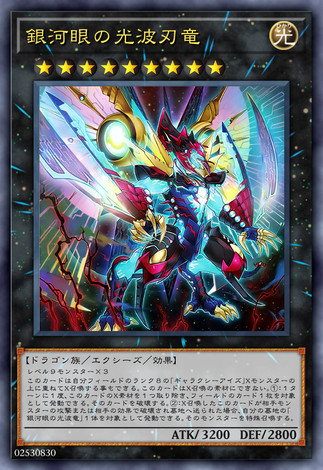 銀河眼の光波刃竜
光
【ドラゴン族／エクシーズ／効果】
レベル９モンスター×３
このカードは自分フィールドのランク８の「ギャラクシーアイズ」Xモンスターの
上に重ねてX召喚する事もできる。このカードはX召喚の素材にできない。①：１ター
ンに１度、このカードのX素材を１つ取り除き、フィールドのカード１枚を対象
として発動できる。そのカードを破壊する。②：X召喚したこのカードが相手モン
スターの攻撃または相手の効果で破壊され墓地へ送られた場合、自分の墓地の「
銀河眼の光波竜」１体を対象として発動できる。そのモンスターを特殊召喚する。
ATK/ 3200 DEF/2800
02530830